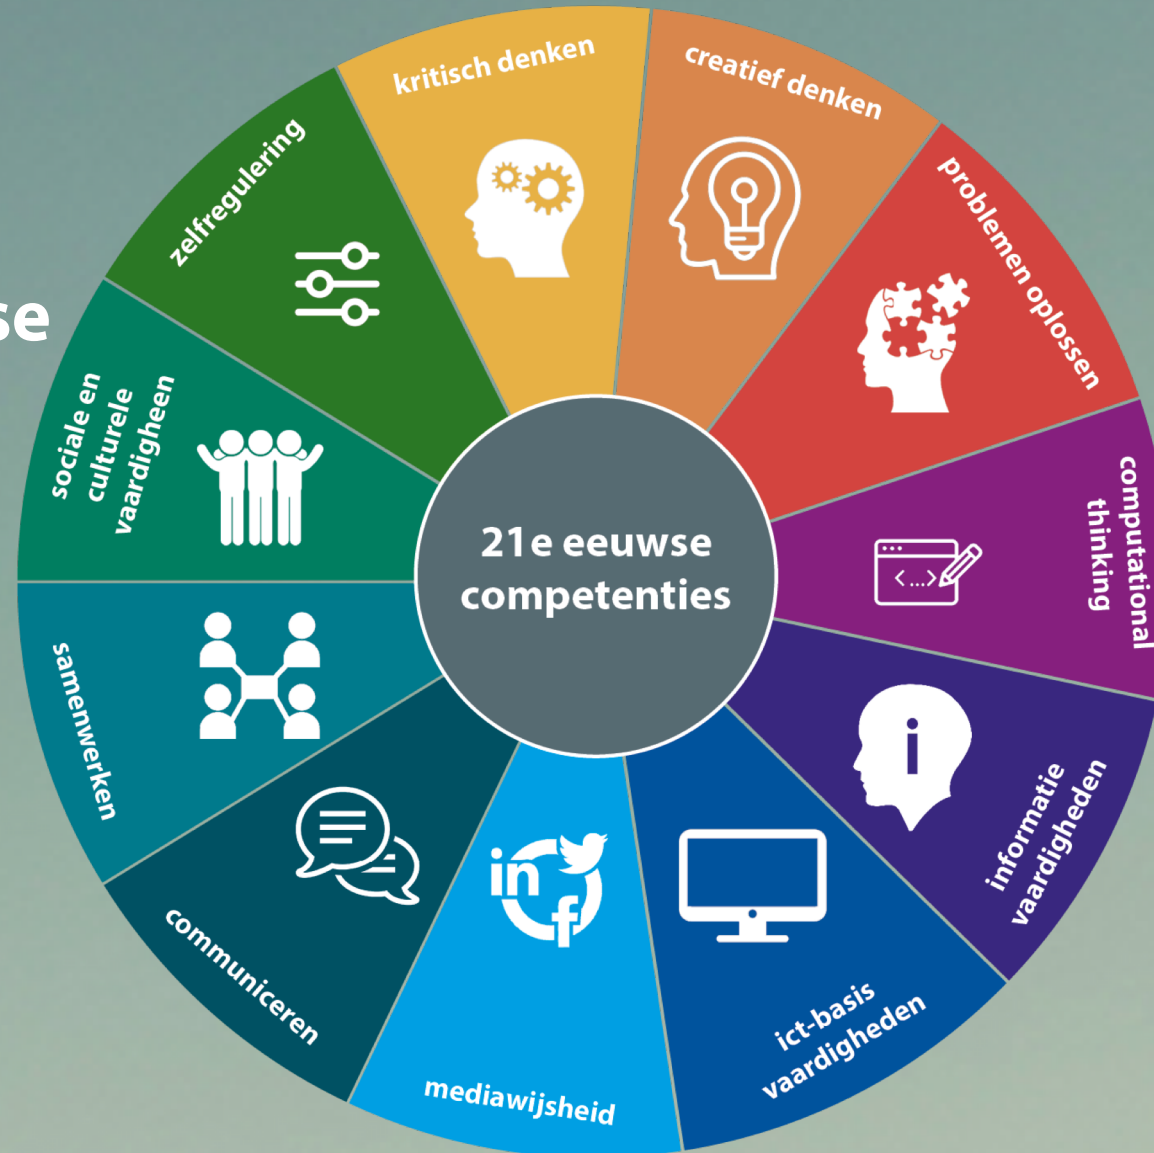 se
21e eeuwse
competenties
kritisch denken
creatief denken
problemen oplossen
computational
thinking
informatie
vaardigheden
ict-basis
vaardigheden
mediawijsheid
communiceren
samenwerken
sociale en
culturele
vaardigheen
zelfregulering
i
<...>
in
f